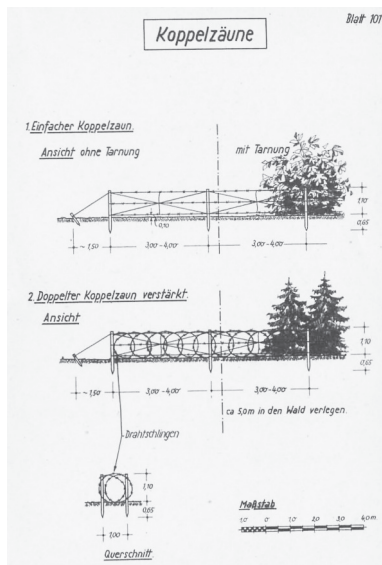 Blatt 101
Koppelzäune
1. Einfacher Koppelzaun.
Ansicht ohne Tarnung
mit Tarnung
1,10
0,65
0,10
~ 1,50
3,00 - 4,00
3,00 - 4,00
2. Doppelter Koppelzaun verstärkt.
Ansicht
1,10
0,65
~ 1,50
3,00 - 4,00
3,00 - 4,00
ca 5,0m in den Wald verlegen.
Drahtschlingen
1,10
0,65
1,00
Querschnitt.
Maßstab
1,0 0 1,0 2,0 3,0 4,0 m